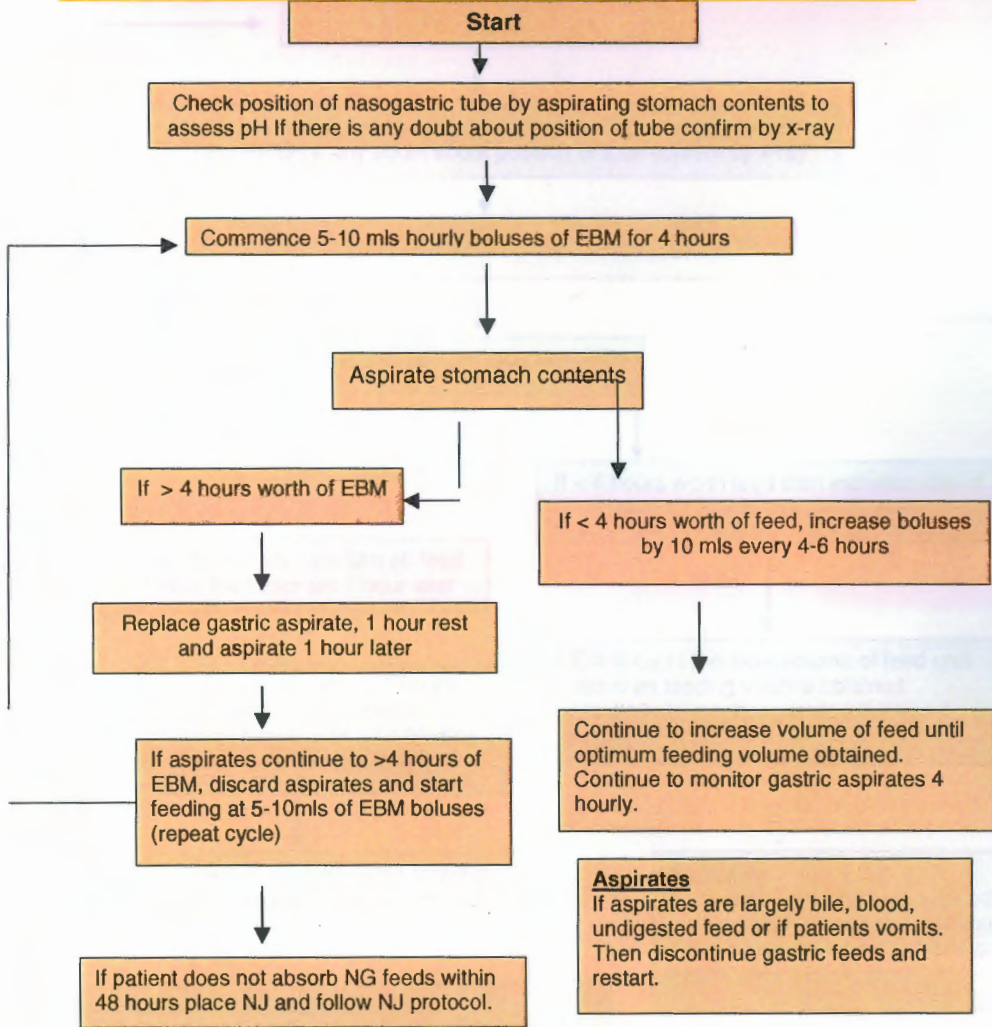 Start
Check position of nasogastric tube by aspirating stomach contents to
assess pH If there is any doubt about position of tube confirm by x-ray
Commence 5-10 mls hourly boluses of EBM for 4 hours
Aspirate stomach contents
If > 4 hours worth of EBM
If < 4 hours worth of feed, increase boluses
by 10 mls every 4-6 hours
Replace gastric aspirate, 1 hour rest
and aspirate 1 hour later
Continue to increase volume of feed until
optimum feeding volume obtained.
Continue to monitor gastric aspirates 4
hourly.
If aspirates continue to >4 hours of
EBM, discard aspirates and start
feeding at 5-10mls of EBM boluses
(repeat cycle)
Aspirates
If aspirates are largely bile, blood,
undigested feed or if patients vomits.
Then discontinue gastric feeds and
restart.
If patient does not absorb NG feeds within
48 hours place NJ and follow NJ protocol.